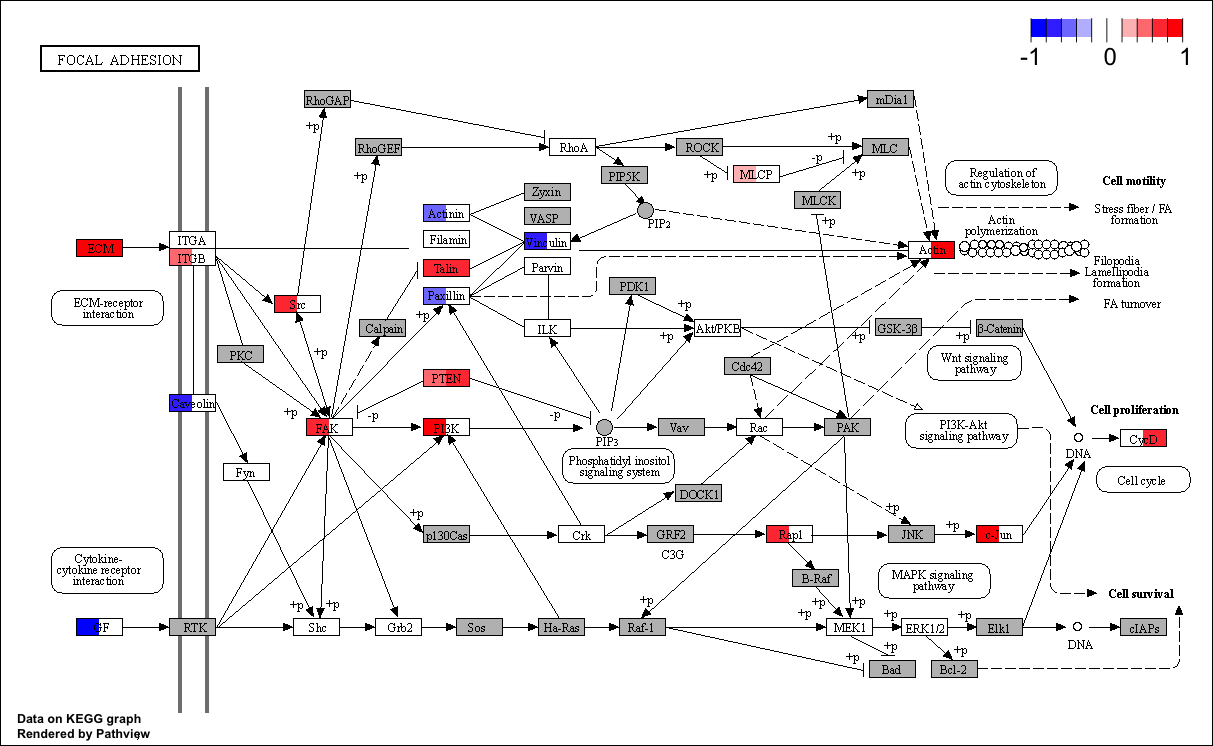 -1
0
1
FOCAL ADHESION
RhoGAP
mDia1
+p
RhoGEF
RhoA
ROCK
+p
MLC
+p
+p
MLCP
-p
+p
PIP5K
MLCK
+p
Regulation of
actin cytoskeleton
Cell motility
Zyxin
Actinin
VASP
PIP2
Stress fiber / FA
formation
Actin
polymerization
ECM
ITGA
ITGB
Filamin
Vinculin
Actin
Talin
Parvin
Filopodia
Lamellipodia
formation
ECM-receptor
interaction
Src
Paxillin
PDK1
+p
FA turnover
+p
Calpain
ILK
Akt/PKB
+p
GSK-3β
+p
β-Catenin
PKC
+p
Cdc42
Wnt signaling
pathway
PTEN
Caveolin
+p
-p
-p
Cell proliferation
FAK
PI3K
PIP3
Vav
Rac
PAK
PI3K-Akt
signaling pathway
DNA
CycD
Fyn
Phosphatidyl inositol
signaling system
Cell cycle
DOCK1
+p
+p
p130Cas
Crk
GRF2
C3G
Rap1
JNK
+p
c-Jun
Cytokine-
cytokine receptor
interaction
B-Raf
MAPK signaling
pathway
+p
+p
+p
+p
+p
+p
Cell survival
GF
RTK
Shc
Grb2
Sos
Ha-Ras
Raf-1
MEK1
+p
ERK1/2
+p
Elk1
DNA
cIAPs
+p
+p
+p
Bad
Bcl-2
Data on KEGG graph
Rendered by Pathview